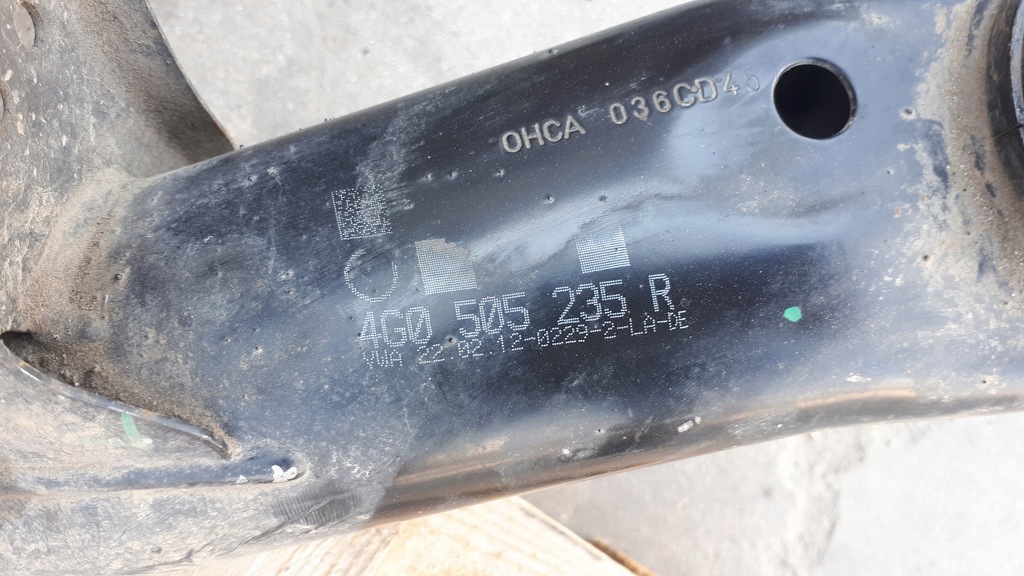 OHCA 036CD45
4G0 505 235 R
VWA 22 02 12-0229-2-LA-DE